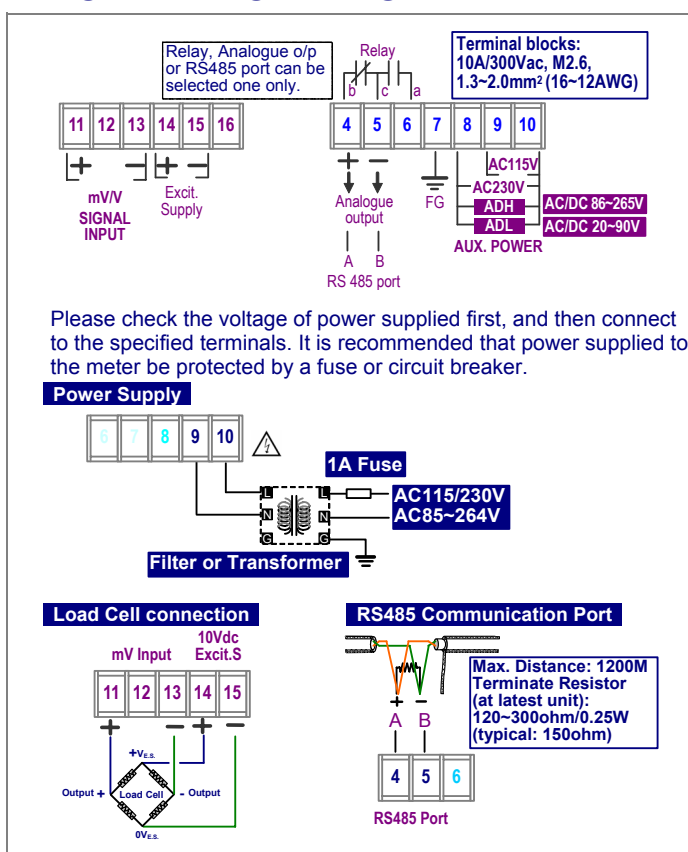 Relay, Analogue o/p
or RS485 port can be
selected one only.
Relay
b c a
Terminal blocks:
10A/300Vac, M2.6,
1.3~2.0mm² (16~12AWG)
11 12 13 14 15 16
4 5 6 7 8 9 10
+ − + −
mV/V
SIGNAL
INPUT
Excit.
Supply
+ −
Analogue
output
A B
RS 485 port
FG
AC115V
AC230V
ADH AC/DC 86~265V
ADL AC/DC 20~90V
AUX. POWER
Please check the voltage of power supplied first, and then connect
to the specified terminals. It is recommended that power supplied to
the meter be protected by a fuse or circuit breaker.
Power Supply
6 7 8 9 10
1A Fuse
L L AC115/230V
N N AC85~264V
G G
Filter or Transformer
Load Cell connection
mV Input
10Vdc
Excit.S
11 12 13 14 15
+ − + −
+VE.S.
Output + Load Cell - Output
0VE.S.
RS485 Communication Port
Max. Distance: 1200M
Terminate Resistor
(at latest unit):
120~300ohm/0.25W
(typical: 150ohm)
+ −
A B
4 5 6
RS485 Port